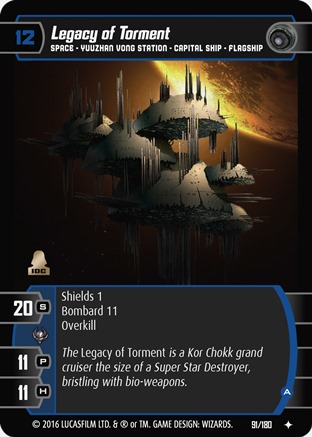 12
Legacy of Torment
SPACE - YUUZHAN VONG STATION - CAPITAL SHIP - FLAGSHIP
IDC
20 S
Shields 1
Bombard 11
Overkill
11 P
11 H
The Legacy of Torment is a Kor Chokk grand
cruiser the size of a Super Star Destroyer,
bristling with bio-weapons.
A
© 2016 LUCASFILM LTD. & ® or TM. GAME DESIGN: WIZARDS.
91/180